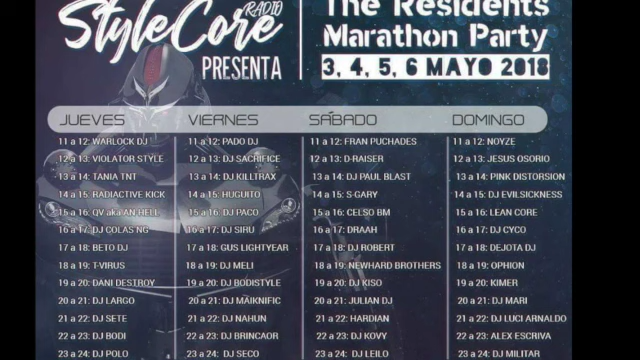 StyleCore RADIO
PRESENTA
The Residents
Marathon Party
3, 4, 5, 6 MAYO 2018
JUEVES
11 a 12: WARLOCK DJ
12 a 13: VIOLATOR STYLE
13 a 14: TANIA TNT
14 a 15: RADIACTIVE KICK
15 a 16: QV aka AN-HELL
16 a 17: DJ COLAS NG
17 a 18: BETO DJ
18 a 19: T-VIRUS
19 a 20: DANI DESTROY
20 a 21: DJ LARGO
21 a 22: DJ SETE
22 a 23: DJ BODI
23 a 24: DJ POLO
VIERNES
11 a 12: PADO DJ
12 a 13: DJ SACRIFICE
13 a 14: DJ KILLTRAX
14 a 15: HUGUITO
15 a 16: DJ PACO
16 a 17: DJ SIRU
17 a 18: GUS LIGHTYEAR
18 a 19: DJ MELI
19 a 20: DJ BODISTYLE
20 a 21: DJ MAIKNIFIC
21 a 22: DJ NAHUN
22 a 23: DJ BRINCAOR
23 a 24: DJ SECO
SÁBADO
11 a 12: FRAN PUCHADES
12 a 13: D-RAISER
13 a 14: DJ PAUL BLAST
14 a 15: S-GARY
15 a 16: CELSO BM
16 a 17: DRAAH
17 a 18: DJ ROBERT
18 a 19: NEWHARD BROTHERS
19 a 20: DJ KISO
20 a 21: JULIAN DJ
21 a 22: HARDIAN
22 a 23: DJ KOVY
23 a 24: DJ LEILO
DOMINGO
11 a 12: NOYZE
12 a 13: JESUS OSORIO
13 a 14: PINK DISTORSION
14 a 15: DJ EVILSICKNESS
15 a 16: LEAN CORE
16 a 17: DJ CYCO
17 a 18: DEJOTA DJ
18 a 19: OPHION
19 a 20: KIMER
20 a 21: DJ MARI
21 a 22: DJ LUCI ARNALDO
22 a 23: ALEX ESCRIVA
23 a 24: DJ MILITAR